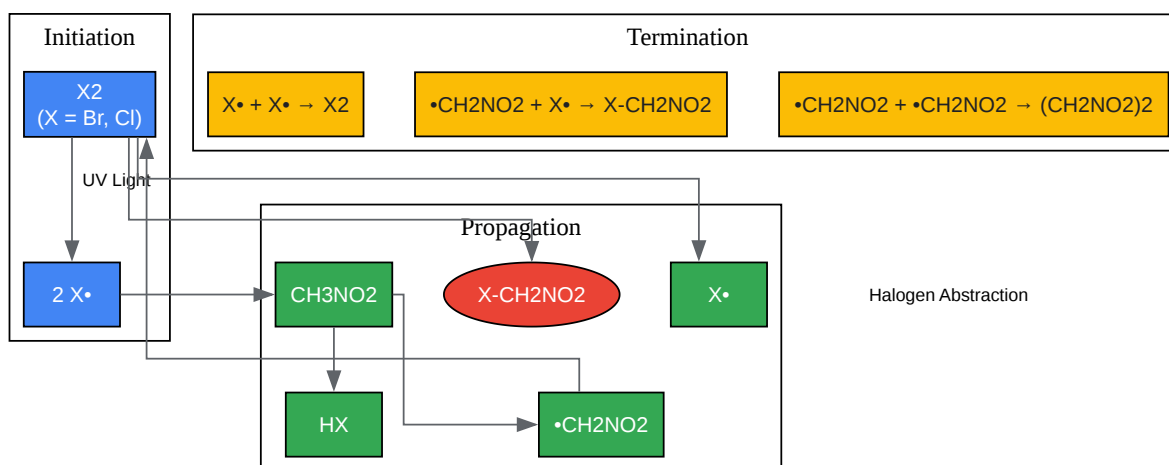 Initiation
Termination
X2
(X = Br, Cl)
X• + X• → X2
•CH2NO2 + X• → X-CH2NO2
•CH2NO2 + •CH2NO2 → (CH2NO2)2
UV Light
Propagation
2 X•
CH3NO2
X-CH2NO2
X•
Halogen Abstraction
HX
•CH2NO2